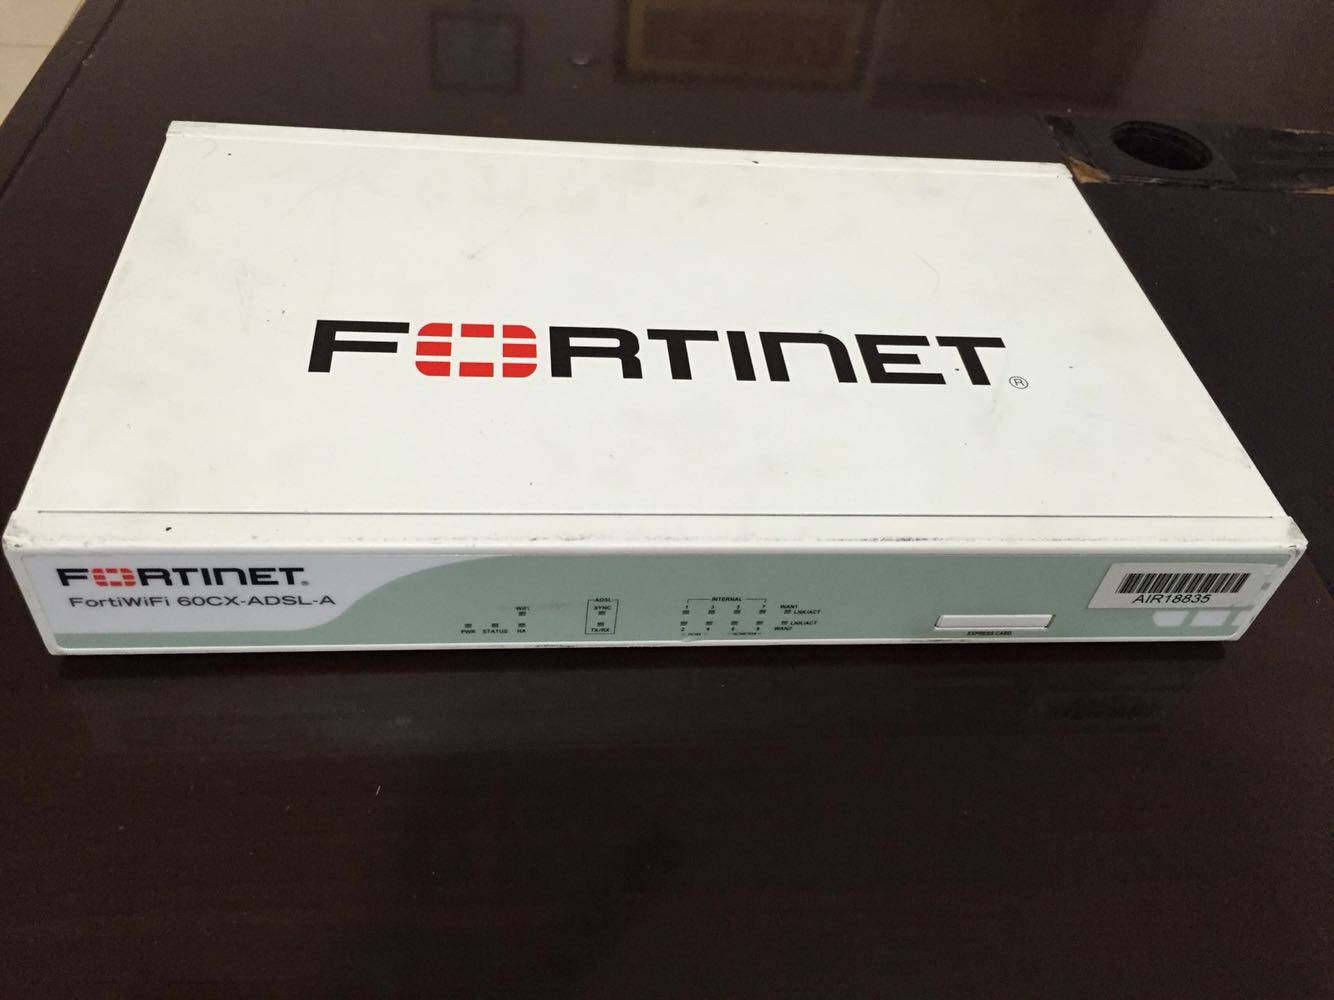 FORTINET®
FORTINET®
FortiWiFi 60CX-ADSL-A
WiFi
PWR STATUS HA
ADSL
SYNC
TX/RX
INTERNAL
1 3 5 7 WAN1
LNK/ACT
LNK/ACT
2 4 6 8 WAN2
EXPRESS CARD
AIR18835